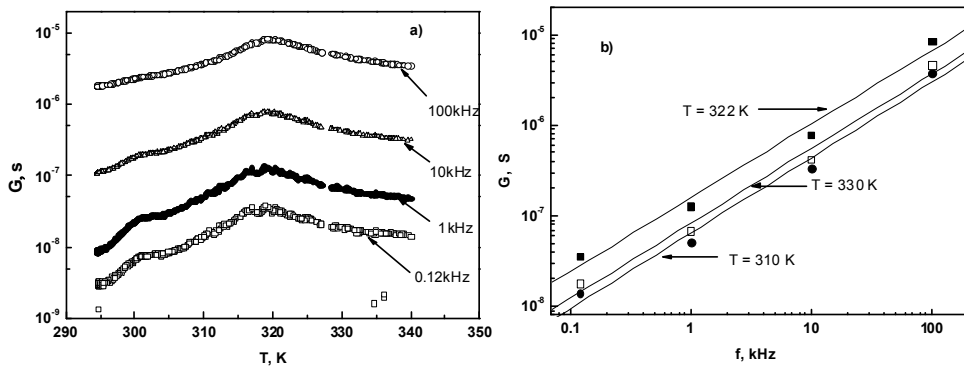 a)
10⁻⁵
10⁻⁶
10⁻⁷
10⁻⁸
10⁻⁹
G, s
100kHz
10kHz
1kHz
0.12kHz
290 300 310 320 330 340 350
T, K
b)
10⁻⁵
10⁻⁶
10⁻⁷
10⁻⁸
G, S
T = 322 K
T = 330 K
T = 310 K
0.1 1 10 100
f, kHz